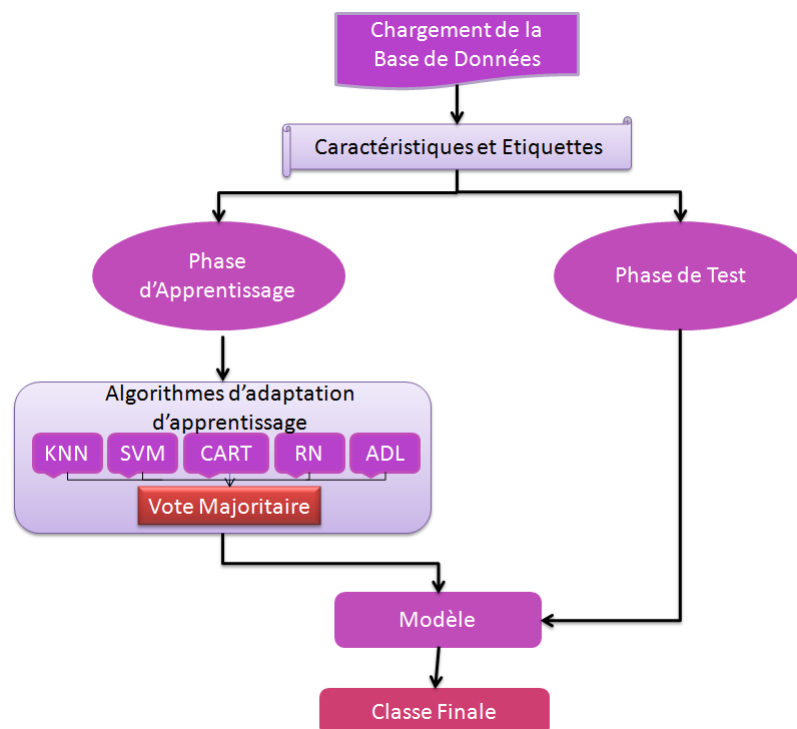 Chargement de la
Base de Données
Caractéristiques et Etiquettes
Phase
d'Apprentissage
Phase de Test
Algorithmes d'adaptation
d'apprentissage
KNN
SVM
CART
RN
ADL
Vote Majoritaire
Modèle
Classe Finale